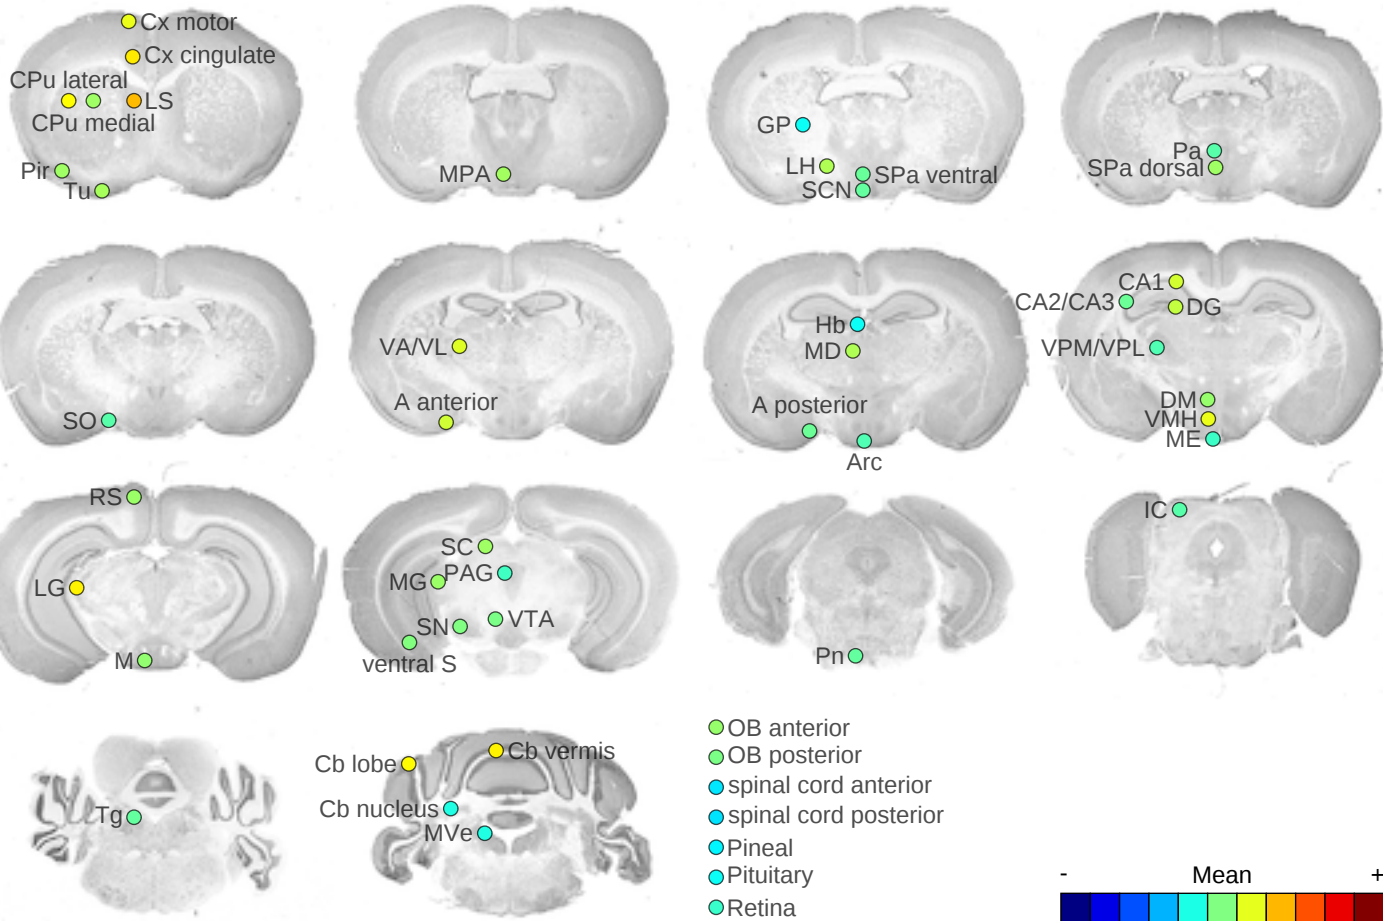 Cx motor
Cx cingulate
CPu lateral
LS
CPu medial
Pir
Tu
MPA
GP
LH
SPa ventral
SCN
Pa
SPa dorsal
SO
VA/VL
A anterior
Hb
MD
A posterior
Arc
CA1
CA2/CA3
DG
VPM/VPL
DM
VMH
ME
RS
LG
M
SC
MG
PAG
SN
VTA
ventral S
Pn
IC
Tg
Cb lobe
Cb vermis
Cb nucleus
MVe
OB anterior
OB posterior
spinal cord anterior
spinal cord posterior
Pineal
Pituitary
Retina
- Mean +